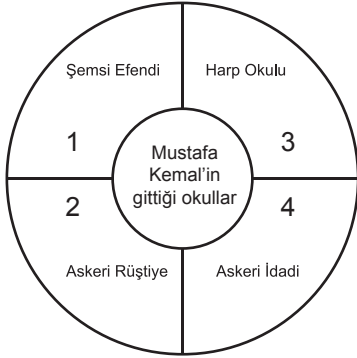 Şemsi Efendi
1
Harp Okulu
3
Mustafa
Kemal'in
gittiği okullar
2
Askeri Rüştiye
4
Askeri İdadi